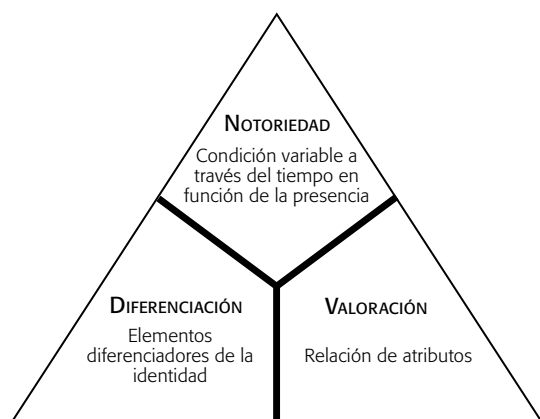 Notoriedad
Condición variable a
través del tiempo en
función de la presencia
Diferenciación
Elementos
diferenciadores de la
identidad
Valoración
Relación de atributos